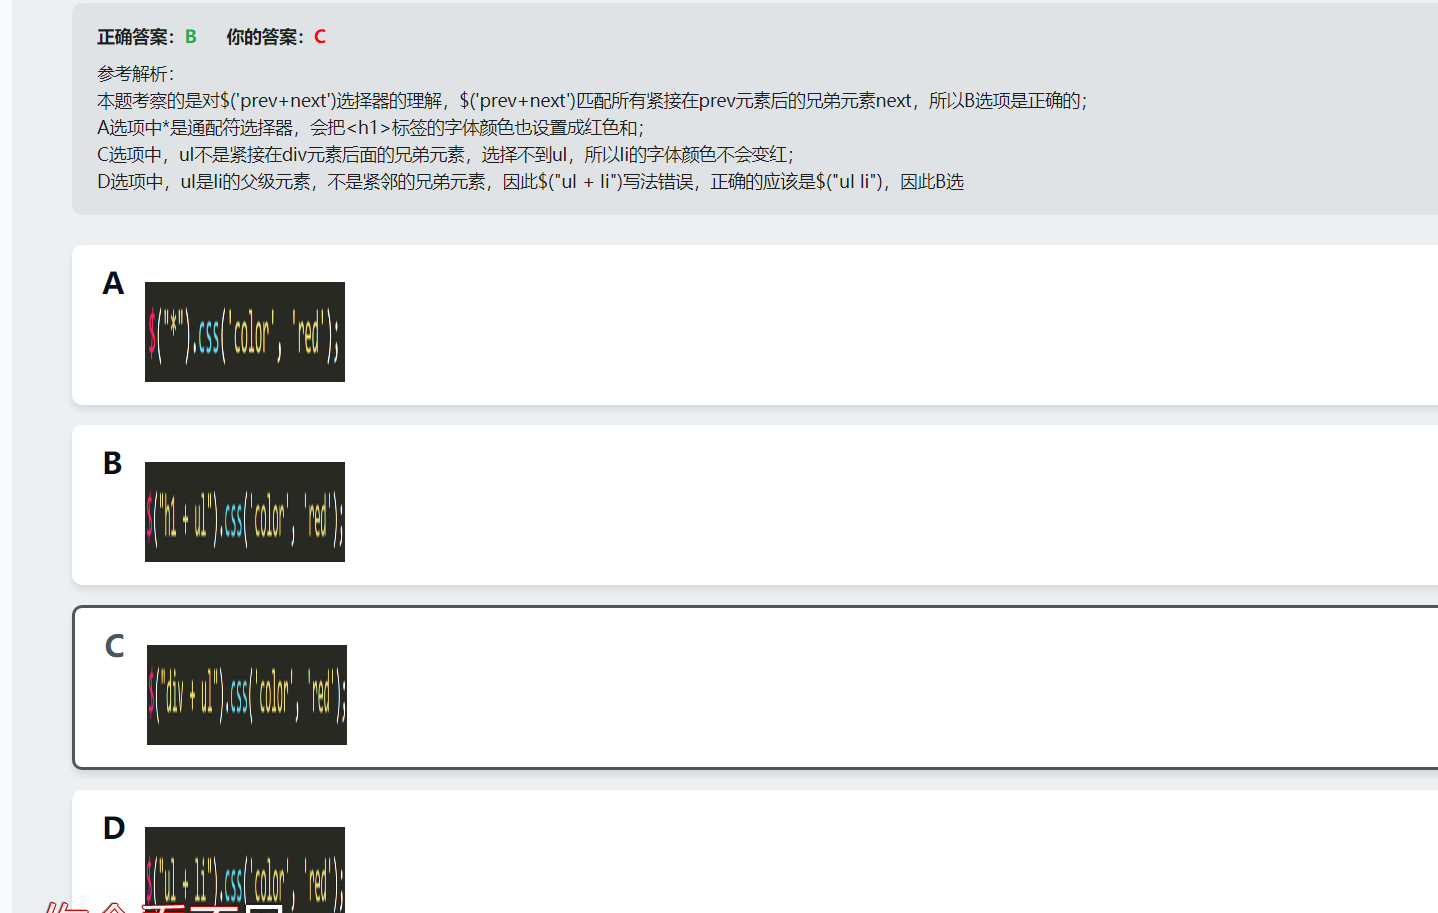 正确答案：B 你的答案：C
参考解析：
本题考察的是对$('prev+next')选择器的理解，$('prev+next')匹配所有紧接在prev元素后的兄弟元素next，所以B选项是正确的；
A选项中*是通配符选择器，会把<h1>标签的字体颜色也设置成红色和；
C选项中，ul不是紧接在div元素后面的兄弟元素，选择不到ul，所以li的字体颜色不会变红；
D选项中，ul是li的父级元素，不是紧邻的兄弟元素，因此$("ul + li")写法错误，正确的应该是$("ul li")，因此B选
A
$("*").css('color', 'red');
B
$("h1 + ul").css('color', 'red');
C
$("div + ul").css('color', 'red');
D
$("ul + li").css('color', 'red');